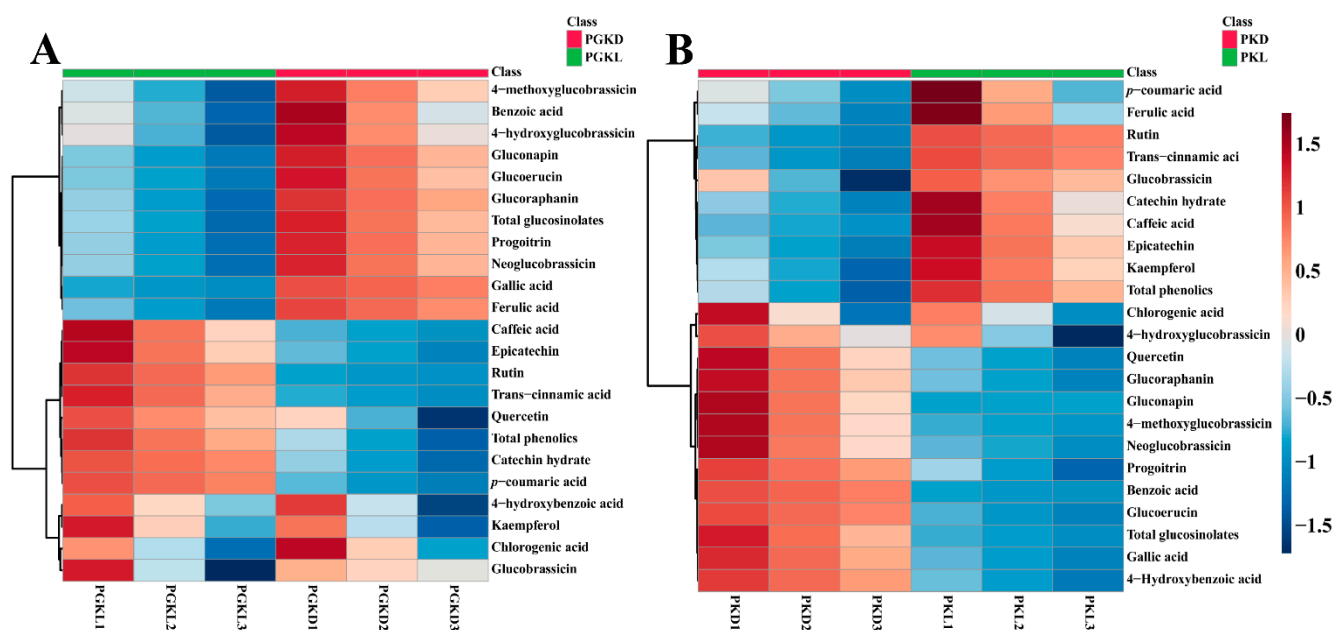 A
Class
PGKD
PGKL
Class
4−methoxyglucobrassicin
Benzoic acid
4−hydroxyglucobrassicin
Gluconapin
Glucoerucin
Glucoraphanin
Total glucosinolates
Progoitrin
Neoglucobrassicin
Gallic acid
Ferulic acid
Caffeic acid
Epicatechin
Rutin
Trans−cinnamic acid
Quercetin
Total phenolics
Catechin hydrate
p−coumaric acid
4−hydroxybenzoic acid
Kaempferol
Chlorogenic acid
Glucobrassicin
PGKL1
PGKL2
PGKL3
PGKD1
PGKD2
PGKD3
B
Class
PKD
PKL
Class
p−coumaric acid
Ferulic acid
Rutin
Trans−cinnamic aci
Glucobrassicin
Catechin hydrate
Caffeic acid
Epicatechin
Kaempferol
Total phenolics
Chlorogenic acid
4−hydroxyglucobrassicin
Quercetin
Glucoraphanin
Gluconapin
4−methoxyglucobrassicin
Neoglucobrassicin
Progoitrin
Benzoic acid
Glucoerucin
Total glucosinolates
Gallic acid
4−Hydroxybenzoic acid
PKD1
PKD2
PKD3
PKL1
PKL2
PKL3
1.5
1
0.5
0
−0.5
−1
−1.5